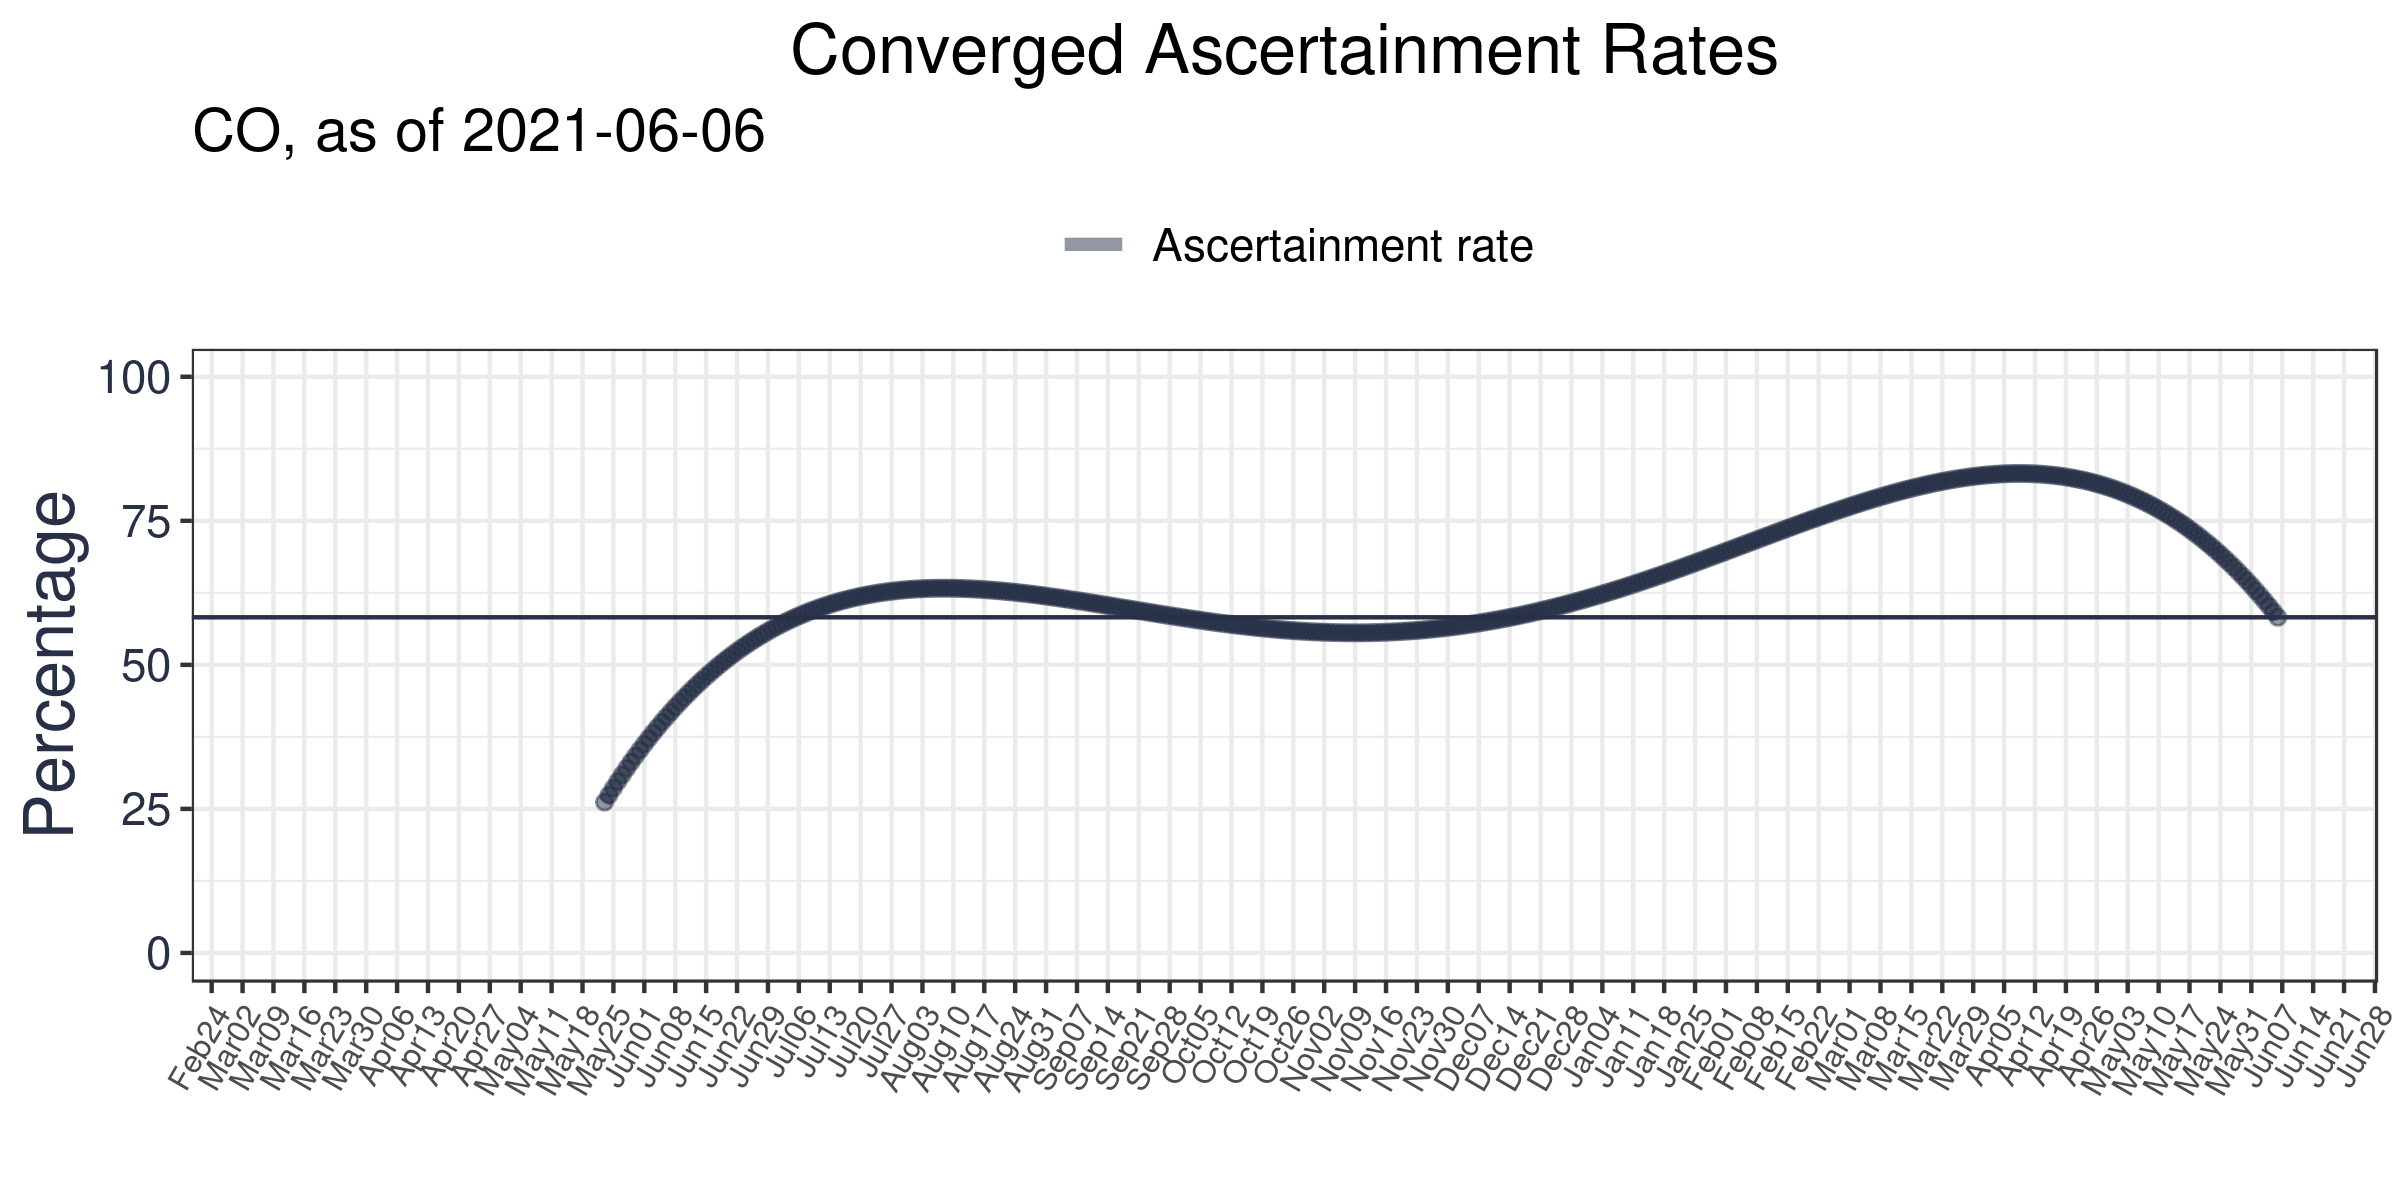 Converged Ascertainment Rates
CO, as of 2021-06-06
Ascertainment rate
Percentage
100
75
50
25
0
Feb24 Mar02 Mar09 Mar16 Mar23 Mar30 Apr06 Apr13 Apr20 Apr27 May04 May11 May18 May25 Jun01 Jun08 Jun15 Jun22 Jun29 Jul06 Jul13 Jul20 Jul27 Aug03 Aug10 Aug17 Aug24 Aug31 Sep07 Sep14 Sep21 Sep28 Oct05 Oct12 Oct19 Oct26 Nov02 Nov09 Nov16 Nov23 Nov30 Dec07 Dec14 Dec21 Dec28 Jan04 Jan11 Jan18 Jan25 Feb01 Feb08 Feb15 Feb22 Mar01 Mar08 Mar15 Mar22 Mar29 Apr05 Apr12 Apr19 Apr26 May03 May10 May17 May24 May31 Jun07 Jun14 Jun21 Jun28